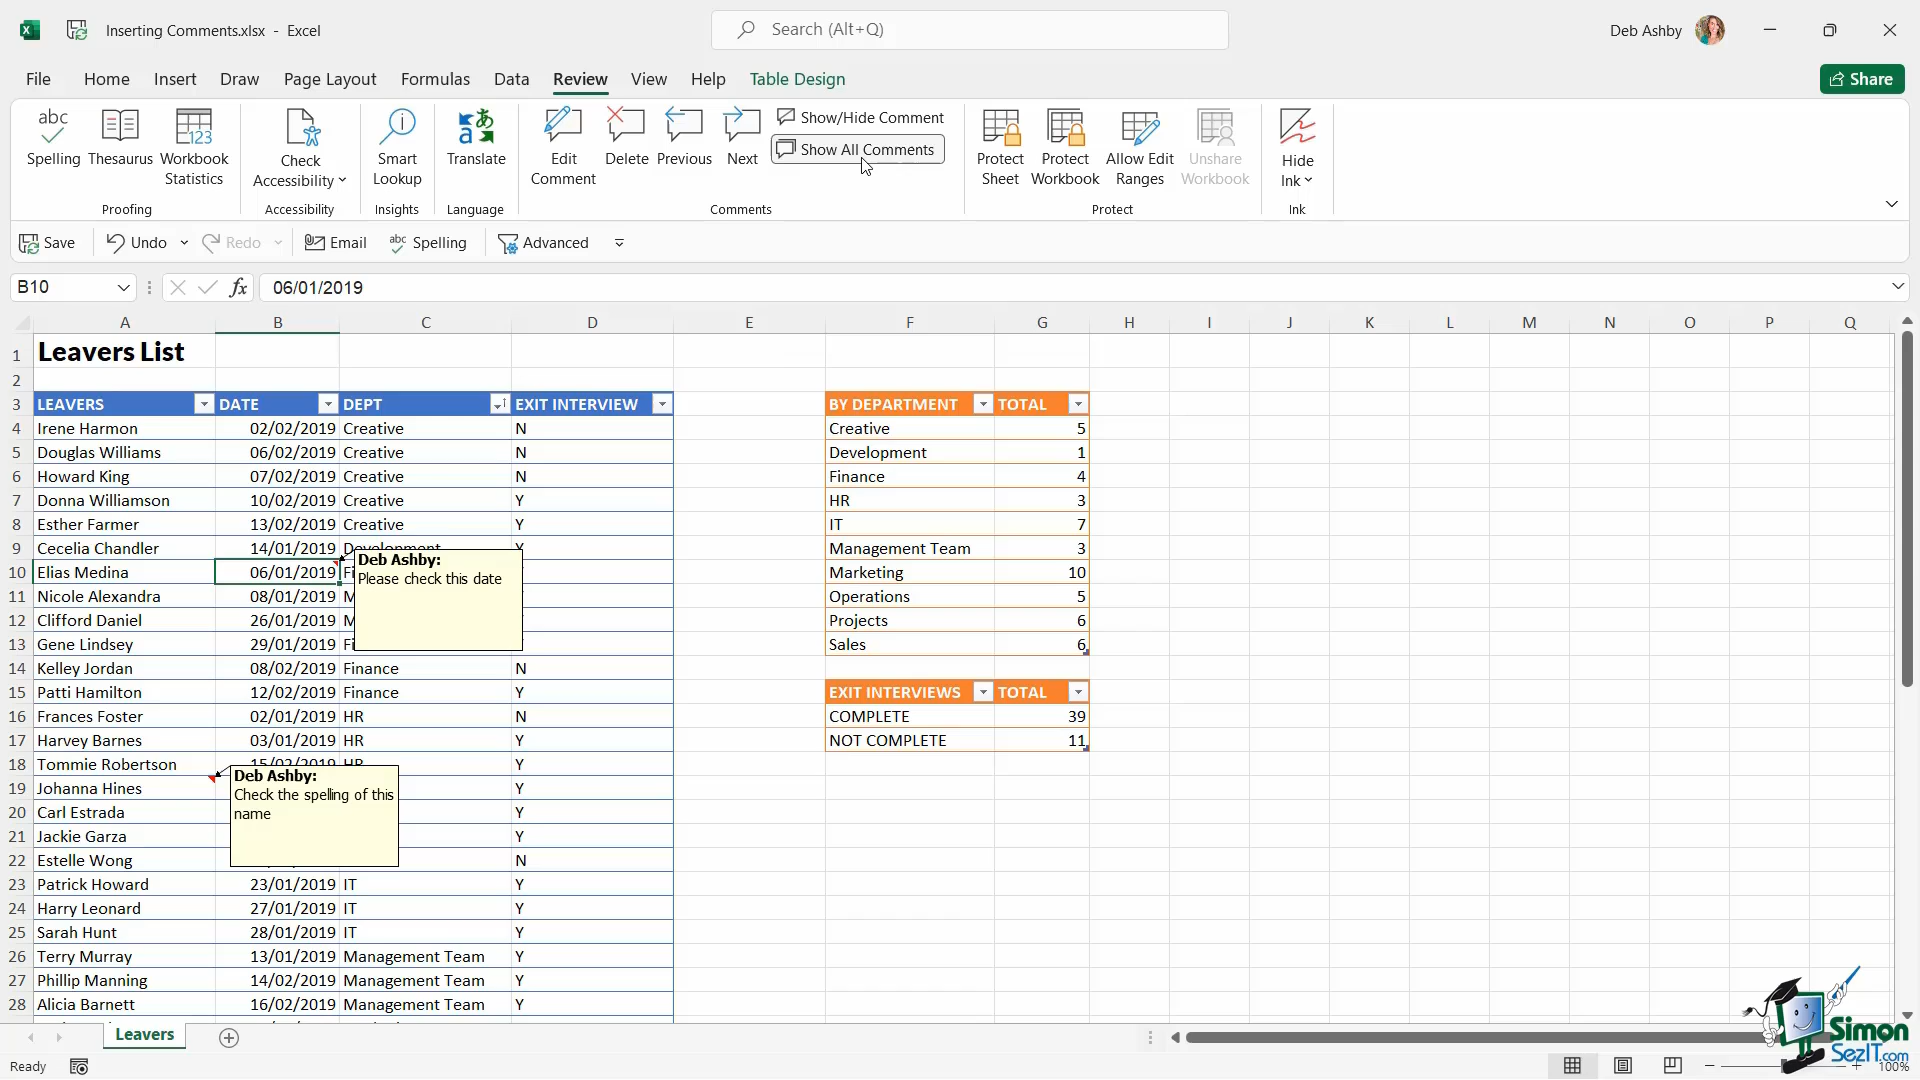 Inserting Comments.xlsx - Excel
Search (Alt+Q)
Deb Ashby
File Home Insert Draw Page Layout Formulas Data Review View Help Table Design
Share
abc
Spelling
Thesaurus
123
Workbook Statistics
Proofing
Check Accessibility
Accessibility
Smart Lookup
Insights
Translate
Language
Edit Comment
Delete
Previous
Next
Show/Hide Comment
Show All Comments
Comments
Protect Sheet
Protect Workbook
Allow Edit Ranges
Unshare Workbook
Protect
Hide Ink
Ink
Save Undo Redo Email abc Spelling Advanced
B10 fx 06/01/2019
A B C D E F G H I J K L M N O P Q
1 Leavers List
2
3 LEAVERS DATE DEPT EXIT INTERVIEW BY DEPARTMENT TOTAL
4 Irene Harmon 02/02/2019 Creative N Creative 5
5 Douglas Williams 06/02/2019 Creative N Development 1
6 Howard King 07/02/2019 Creative N Finance 4
7 Donna Williamson 10/02/2019 Creative Y HR 3
8 Esther Farmer 13/02/2019 Creative Y IT 7
9 Cecelia Chandler 14/01/2019 Development Y Management Team 3
10 Elias Medina 06/01/2019 Fi Marketing 10
11 Nicole Alexandra 08/01/2019 M Operations 5
12 Clifford Daniel 26/01/2019 M Projects 6
13 Gene Lindsey 29/01/2019 Fi Sales 6
Deb Ashby:
Please check this date
14 Kelley Jordan 08/02/2019 Finance N
15 Patti Hamilton 12/02/2019 Finance Y EXIT INTERVIEWS TOTAL
16 Frances Foster 02/01/2019 HR N COMPLETE 39
17 Harvey Barnes 03/01/2019 HR Y NOT COMPLETE 11
18 Tommie Robertson 15/02/2019 HR Y
19 Johanna Hines Y
20 Carl Estrada Y
21 Jackie Garza Y
22 Estelle Wong N
Deb Ashby:
Check the spelling of this
name
23 Patrick Howard 23/01/2019 IT Y
24 Harry Leonard 27/01/2019 IT Y
25 Sarah Hunt 28/01/2019 IT Y
26 Terry Murray 13/01/2019 Management Team Y
27 Phillip Manning 14/02/2019 Management Team Y
28 Alicia Barnett 16/02/2019 Management Team Y
Leavers
Ready
100%
Simon
SezIT.com